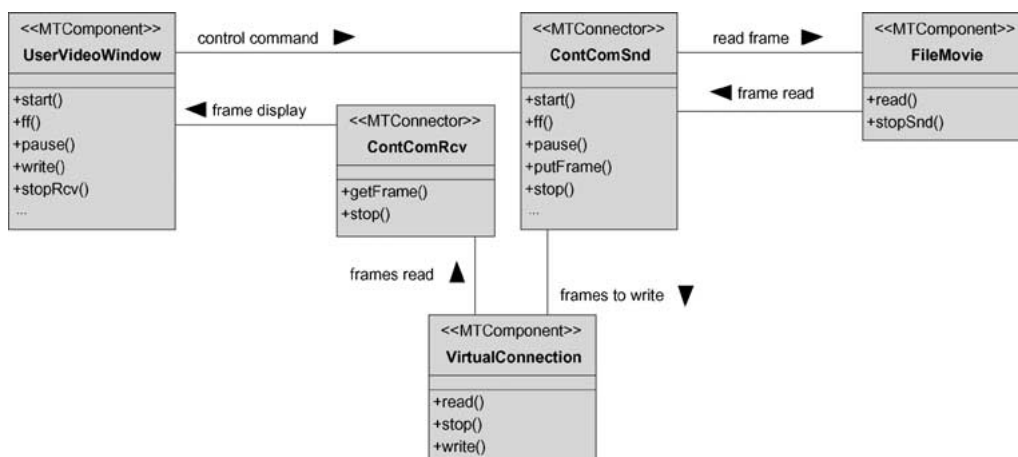 <<MTComponent>>
UserVideoWindow
+start()
+ff()
+pause()
+write()
+stopRcv()
...
control command
frame display
<<MTConnector>>
ContComRcv
+getFrame()
+stop()
<<MTConnector>>
ContComSnd
+start()
+ff()
+pause()
+putFrame()
+stop()
...
read frame
frame read
<<MTComponent>>
FileMovie
+read()
+stopSnd()
frames read
frames to write
<<MTComponent>>
VirtualConnection
+read()
+stop()
+write()